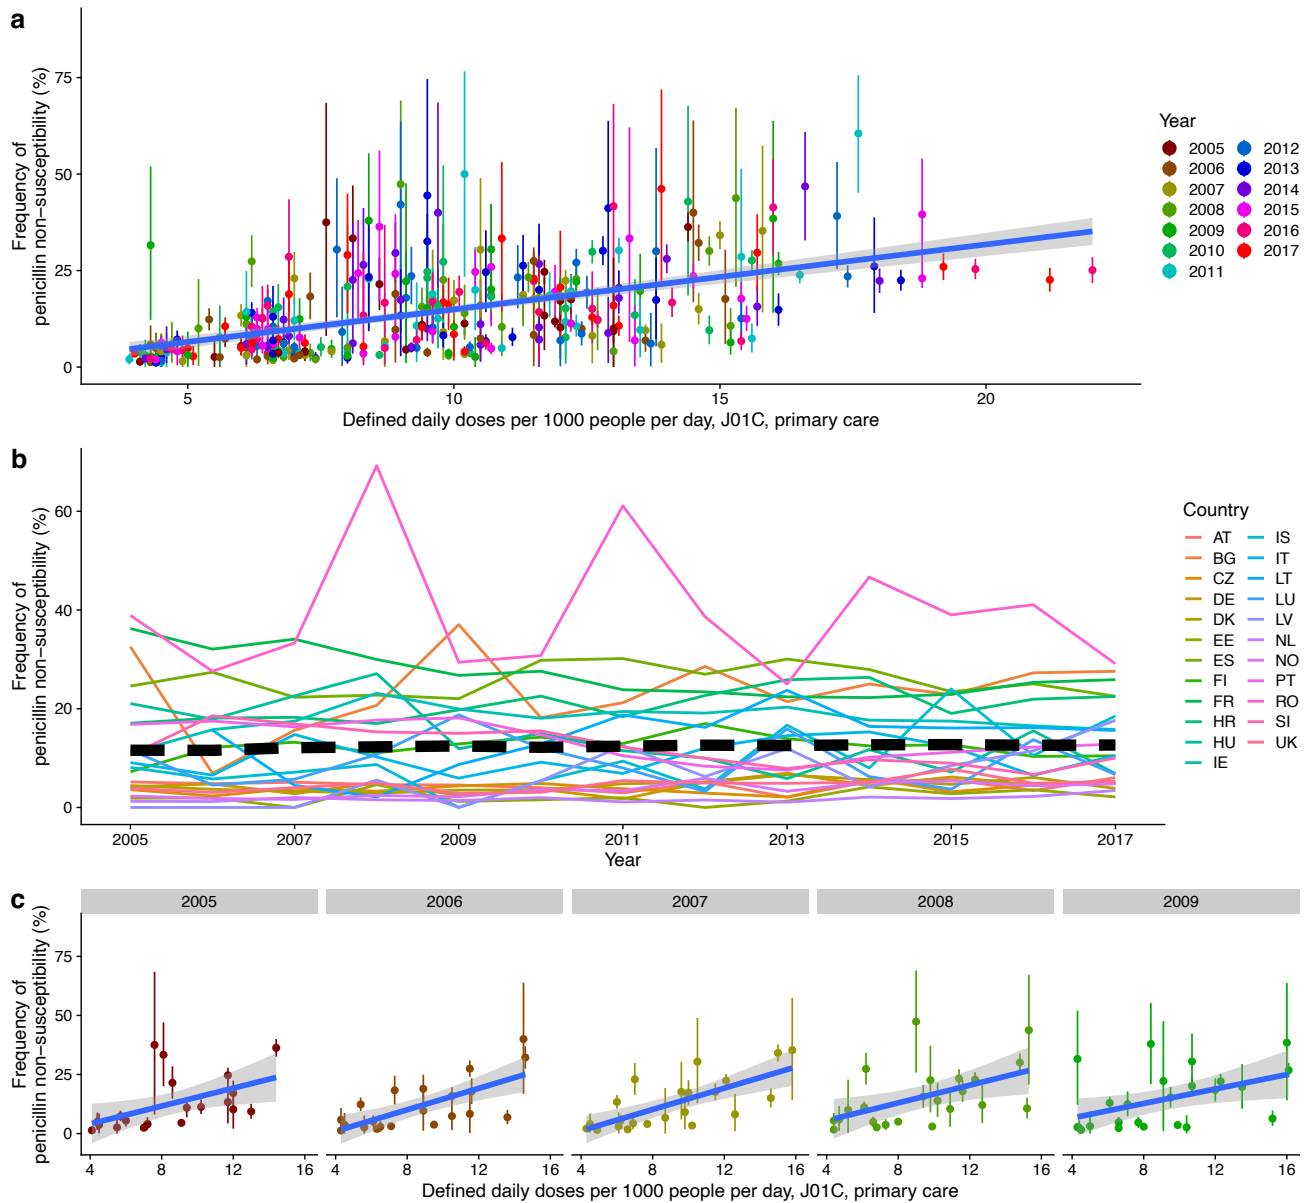 a
Frequency of
penicillin non−susceptibility (%)
75
50
25
0
5
10
15
20
Defined daily doses per 1000 people per day, J01C, primary care
Year
2005
2006
2007
2008
2009
2010
2011
2012
2013
2014
2015
2016
2017
b
Frequency of
penicillin non−susceptibility (%)
60
40
20
0
2005
2007
2009
2011
2013
2015
2017
Year
Country
AT
BG
CZ
DE
DK
EE
ES
FI
FR
HR
HU
IE
IS
IT
LT
LU
LV
NL
NO
PT
RO
SI
UK
c
2005
2006
2007
2008
2009
Frequency of
penicillin non−susceptibility (%)
75
50
25
0
4 8 12 16
4 8 12 16
4 8 12 16
4 8 12 16
4 8 12 16
Defined daily doses per 1000 people per day, J01C, primary care